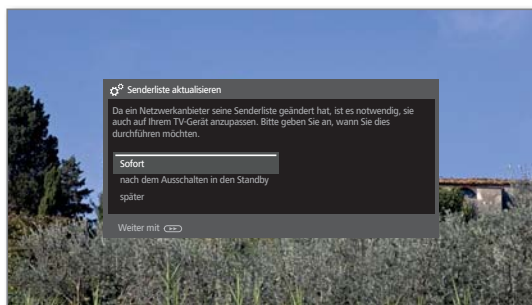 Senderliste aktualisieren
Da ein Netzwerkanbieter seine Senderliste geändert hat, ist es notwendig, sie
auch auf Ihrem TV-Gerät anzupassen. Bitte geben Sie an, wann Sie dies
durchführen möchten.
Sofort
nach dem Ausschalten in den Standby
später
Weiter mit